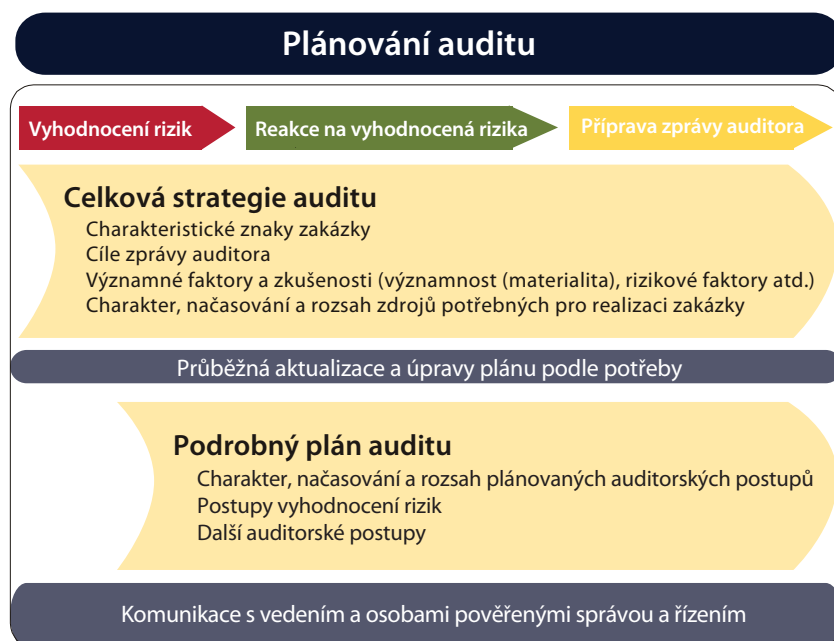 Plánování auditu
Vyhodnocení rizik
Reakce na vyhodnocená rizika
Příprava zprávy auditora
Celková strategie auditu
Charakteristické znaky zakázky
Cíle zprávy auditora
Významné faktory a zkušenosti (významnost (materialita), rizikové faktory atd.)
Charakter, načasování a rozsah zdrojů potřebných pro realizaci zakázky
Průběžná aktualizace a úpravy plánu podle potřeby
Podrobný plán auditu
Charakter, načasování a rozsah plánovaných auditorských postupů
Postupy vyhodnocení rizik
Další auditorské postupy
Komunikace s vedením a osobami pověřenými správou a řízením